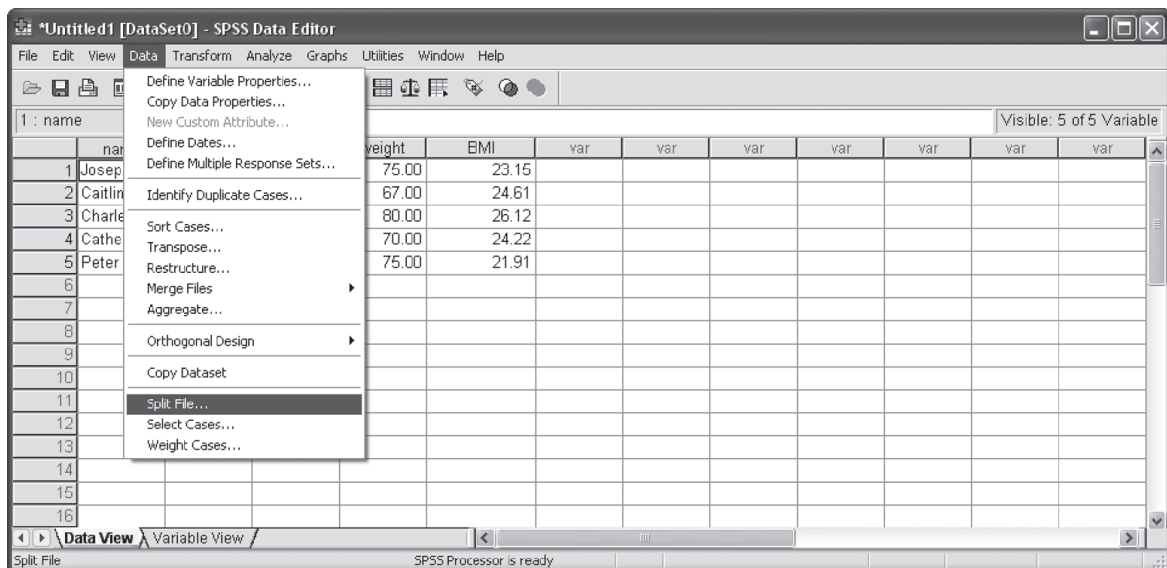 *Untitled1 [DataSet0] - SPSS Data Editor
File Edit View Data Transform Analyze Graphs Utilities Window Help
1 : name
Visible: 5 of 5 Variable
Define Variable Properties...
Copy Data Properties...
New Custom Attribute...
Define Dates...
Define Multiple Response Sets...
Identify Duplicate Cases...
Sort Cases...
Transpose...
Restructure...
Merge Files
Aggregate...
Orthogonal Design
Copy Dataset
Split File...
Select Cases...
Weight Cases...
nar veight BMI var var var var var var var
1 Josep 75.00 23.15
2 Caitlin 67.00 24.61
3 Charle 80.00 26.12
4 Cathe 70.00 24.22
5 Peter 75.00 21.91
6
7
8
9
10
11
12
13
14
15
16
Data View Variable View
Split File SPSS Processor is ready